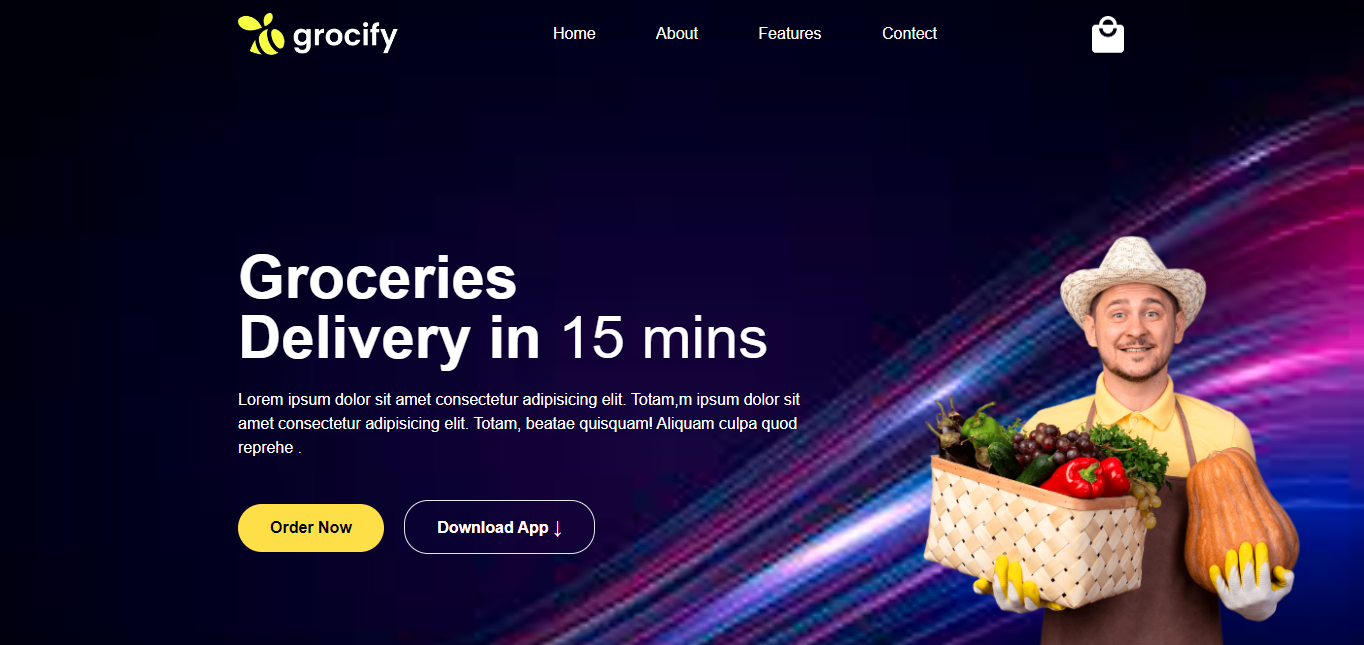 grocify
Home
About
Features
Contect
Groceries
Delivery in 15 mins
Lorem ipsum dolor sit amet consectetur adipisicing elit. Totam,m ipsum dolor sit
amet consectetur adipisicing elit. Totam, beatae quisquam! Aliquam culpa quod
reprehe .
Order Now
Download App ↓